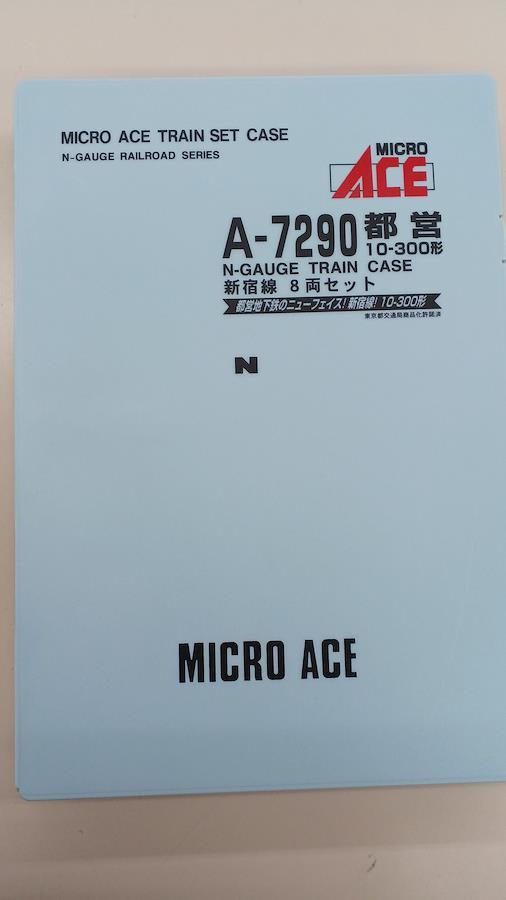 MICRO ACE TRAIN SET CASE
N-GAUGE RAILROAD SERIES
MICRO
ACE
A-7290 都営
10-300形
N-GAUGE TRAIN CASE
新宿線 8両セット
都営地下鉄のニューフェイス!新宿線!10-300形
東京都交通局商品化許諾済
N
MICRO ACE